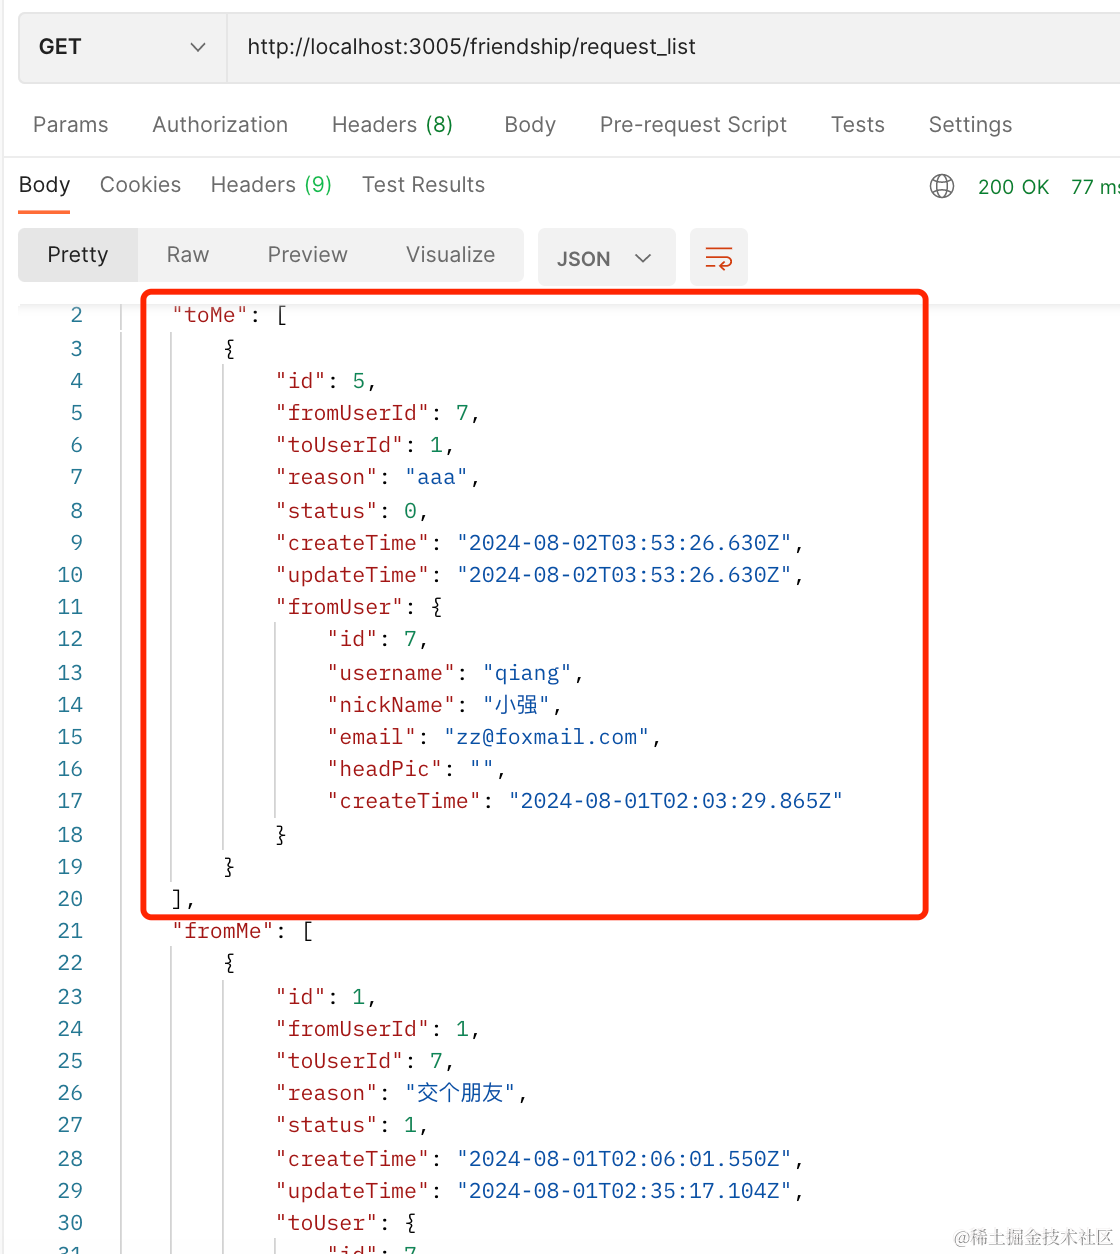 GET http://localhost:3005/friendship/request_list
Params Authorization Headers (8) Body Pre-request Script Tests Settings
Body Cookies Headers (9) Test Results 200 OK 77 ms
Pretty Raw Preview Visualize JSON
2 "toMe": [
3 {
4 "id": 5,
5 "fromUserId": 7,
6 "toUserId": 1,
7 "reason": "aaa",
8 "status": 0,
9 "createTime": "2024-08-02T03:53:26.630Z",
10 "updateTime": "2024-08-02T03:53:26.630Z",
11 "fromUser": {
12 "id": 7,
13 "username": "qiang",
14 "nickName": "小强",
15 "email": "zz@foxmail.com",
16 "headPic": "",
17 "createTime": "2024-08-01T02:03:29.865Z"
18 }
19 }
20 ],
21 "fromMe": [
22 {
23 "id": 1,
24 "fromUserId": 1,
25 "toUserId": 7,
26 "reason": "交个朋友",
27 "status": 1,
28 "createTime": "2024-08-01T02:06:01.550Z",
29 "updateTime": "2024-08-01T02:35:17.104Z",
30 "toUser": {
31 "id": 7
@稀土掘金技术社区